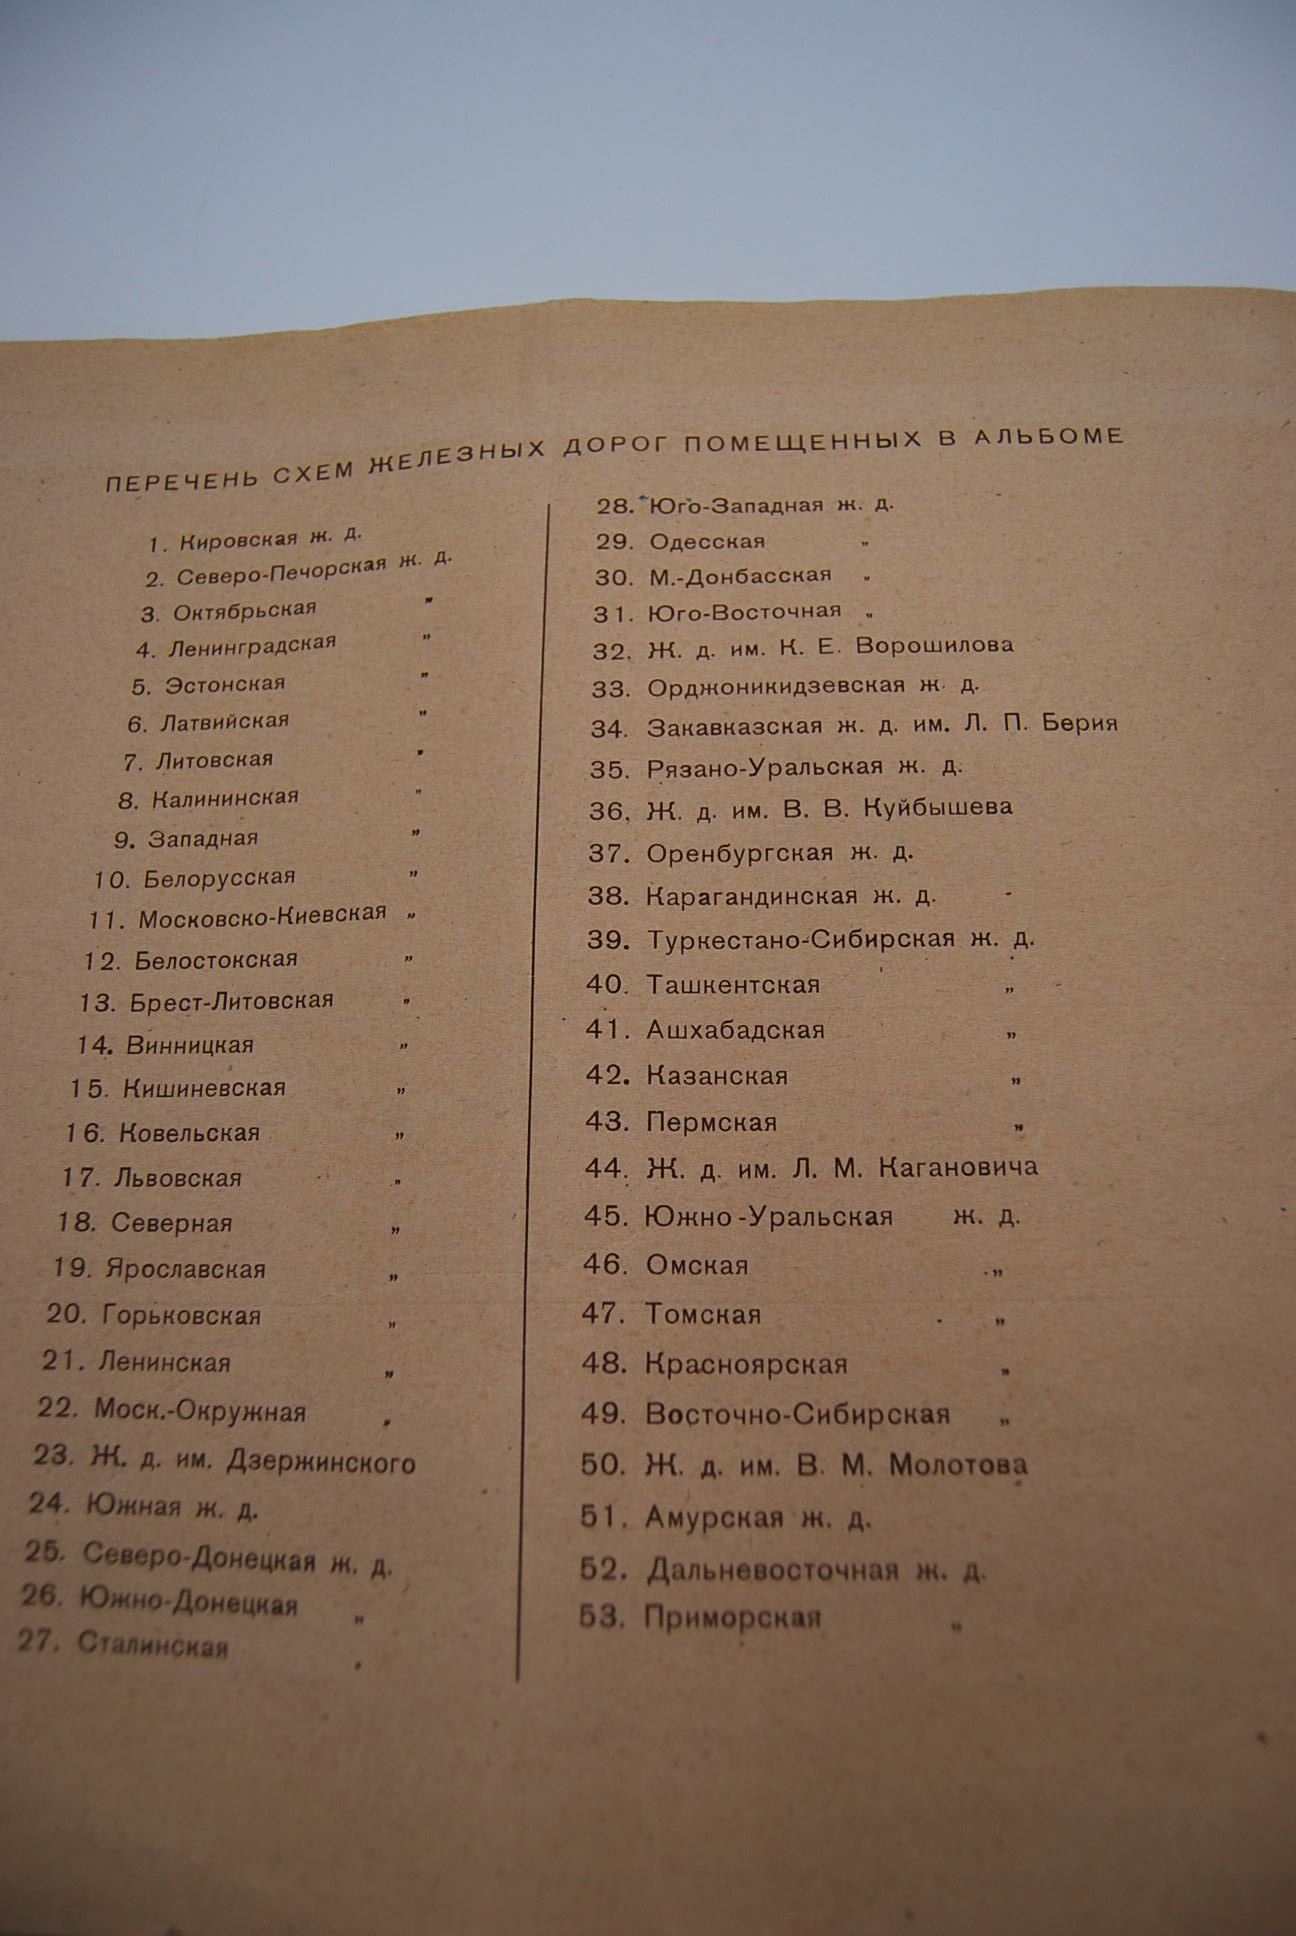 ПЕРЕЧЕНЬ СХЕМ ЖЕЛЕЗНЫХ ДОРОГ ПОМЕЩЕННЫХ В АЛЬБОМЕ
1. Кировская ж. д.
2. Северо-Печорская ж. д.
3. Октябрьская „
4. Ленинградская „
5. Эстонская „
6. Латвийская „
7. Литовская „
8. Калининская „
9. Западная „
10. Белорусская „
11. Московско-Киевская „
12. Белостокская „
13. Брест-Литовская „
14. Винницкая „
15. Кишиневская „
16. Ковельская „
17. Львовская „
18. Северная „
19. Ярославская „
20. Горьковская „
21. Ленинская „
22. Моск.-Окружная „
23. Ж. д. им. Дзержинского
24. Южная ж. д.
25. Северо-Донецкая ж. д.
26. Южно-Донецкая „
27. Сталинская „
28. Юго-Западная ж. д.
29. Одесская „
30. М.-Донбасская „
31. Юго-Восточная „
32. Ж. д. им. К. Е. Ворошилова
33. Орджоникидзевская ж. д.
34. Закавказская ж. д. им. Л. П. Берия
35. Рязано-Уральская ж. д.
36. Ж. д. им. В. В. Куйбышева
37. Оренбургская ж. д.
38. Карагандинская ж. д.
39. Туркестано-Сибирская ж. д.
40. Ташкентская „
41. Ашхабадская „
42. Казанская „
43. Пермская „
44. Ж. д. им. Л. М. Кагановича
45. Южно-Уральская ж. д.
46. Омская „
47. Томская „
48. Красноярская „
49. Восточно-Сибирская „
50. Ж. д. им. В. М. Молотова
51. Амурская ж. д.
52. Дальневосточная ж. д.
53. Приморская „